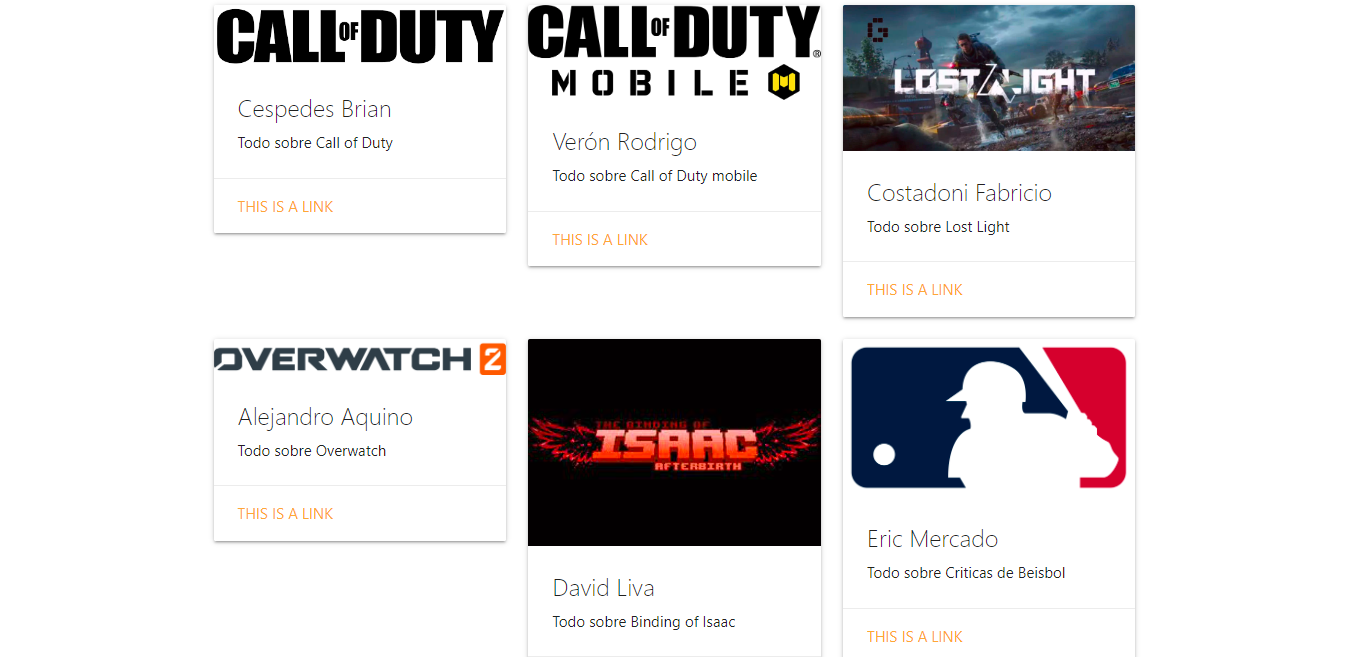 CALL OF DUTY
Cespedes Brian
Todo sobre Call of Duty
THIS IS A LINK
CALL OF DUTY®
MOBILE
Verón Rodrigo
Todo sobre Call of Duty mobile
THIS IS A LINK
LOST LIGHT
Costadoni Fabricio
Todo sobre Lost Light
THIS IS A LINK
OVERWATCH 2
Alejandro Aquino
Todo sobre Overwatch
THIS IS A LINK
THE BINDING OF
ISAAC
AFTERBIRTH
David Liva
Todo sobre Binding of Isaac
Eric Mercado
Todo sobre Criticas de Beisbol
THIS IS A LINK